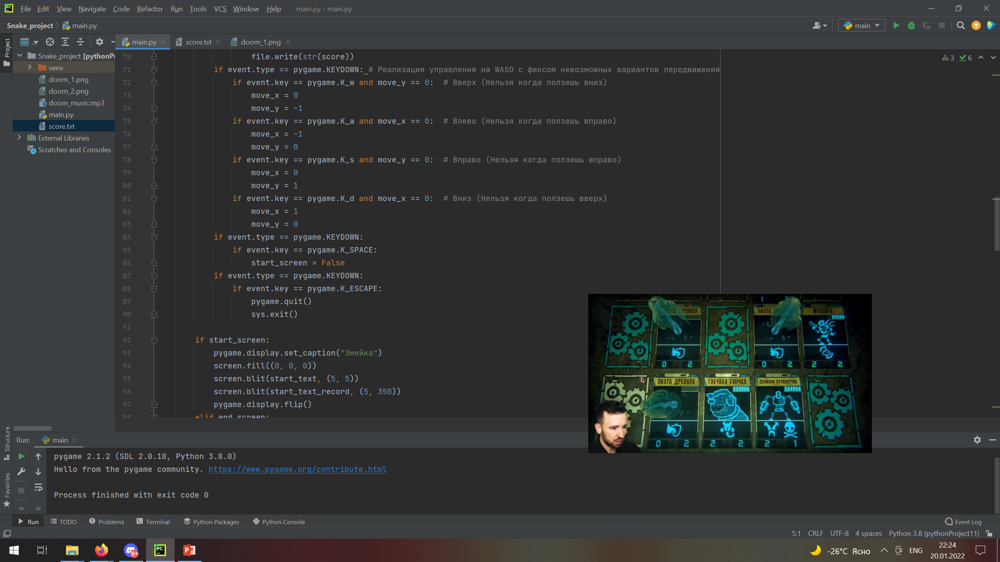 File Edit View Navigate Code Refactor Run Tools VCS Window Help main.py - main.py
Snake_project main.py main
Project
main.py score.txt doom_1.png
Snake_project [pythonPr
venv
doom_1.png
doom_2.png
doom_music.mp3
main.py
score.txt
External Libraries
Scratches and Consoles
3 6
70 file.write(str(score))
71 if event.type == pygame.KEYDOWN: # Реализация управления на WASD с фиксом невозможных вариантов передвижения
72 if event.key == pygame.K_w and move_y == 0: # Вверх (Нельзя когда ползешь вниз)
73 move_x = 0
74 move_y = -1
75 if event.key == pygame.K_a and move_x == 0: # Влево (Нельзя когда ползешь вправо)
76 move_x = -1
77 move_y = 0
78 if event.key == pygame.K_s and move_y == 0: # Вправо (Нельзя когда ползешь вправо)
79 move_x = 0
80 move_y = 1
81 if event.key == pygame.K_d and move_x == 0: # Вниз (Нельзя когда ползешь вверх)
82 move_x = 1
83 move_y = 0
84 if event.type == pygame.KEYDOWN:
85 if event.key == pygame.K_SPACE:
86 start_screen = False
87 if event.type == pygame.KEYDOWN:
88 if event.key == pygame.K_ESCAPE:
89 pygame.quit()
90 sys.exit()
91
92 if start_screen:
93 pygame.display.set_caption("Змейка")
94 screen.fill((0, 0, 0))
95 screen.blit(start_text, (5, 5))
96 screen.blit(start_text_record, (5, 350))
97 pygame.display.flip()
98 elif end_screen:
ДРЕВНЯЯ ПИХТА ИГОЛКА
0 2 0 2 2 2
ПИХТА ДРЕВНЯЯ ГАЕЧНАЯ ГОНЧАЯ ДВОЙКОВ ПУЛЕМЕТЧИК
0 2 2 2 2 1
Structure
Favorites
Run: main
pygame 2.1.2 (SDL 2.0.18, Python 3.8.0)
Hello from the pygame community. https://www.pygame.org/contribute.html
Process finished with exit code 0
Run TODO Problems Terminal Python Packages Python Console Event Log
5:1 CRLF UTF-8 4 spaces Python 3.8 (pythonProject11)
PC 9+ PC P -26°C Ясно ENG 22:24
20.01.2022